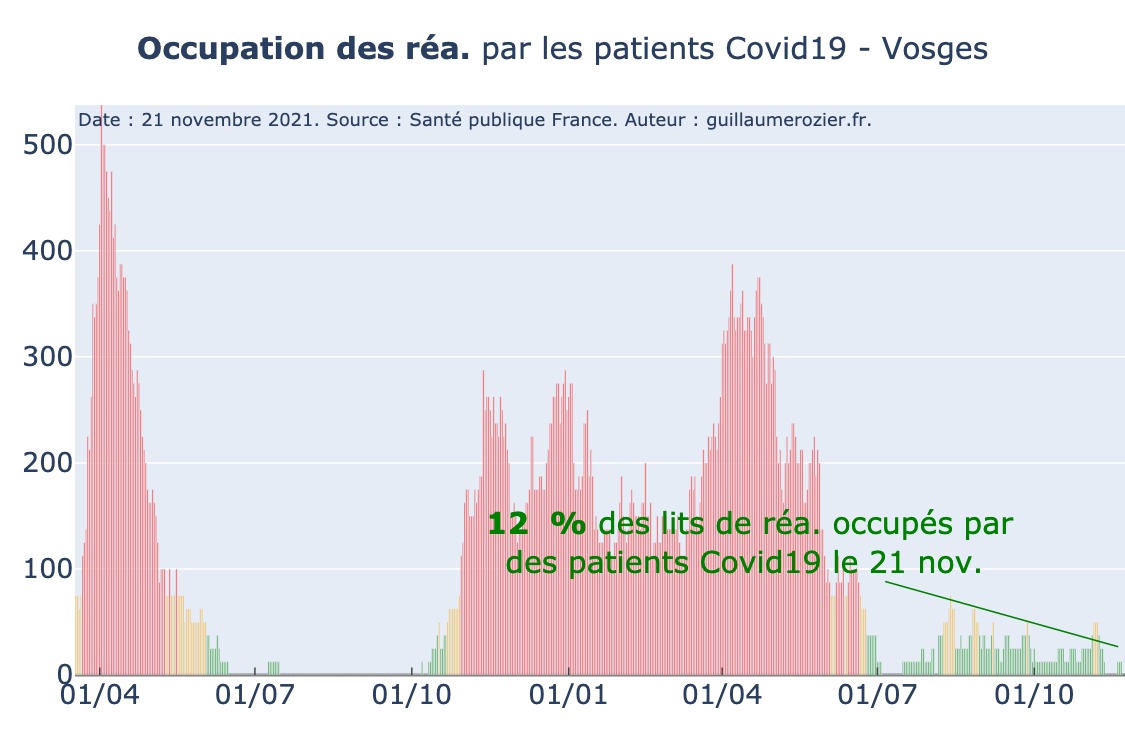 Occupation des réa. par les patients Covid19 - Vosges
Date : 21 novembre 2021. Source : Santé publique France. Auteur : guillaumerozier.fr.
500
400
300
200
12 % des lits de réa. occupés par
des patients Covid19 le 21 nov.
100
0
01/04 01/07 01/10 01/01 01/04 01/07 01/10